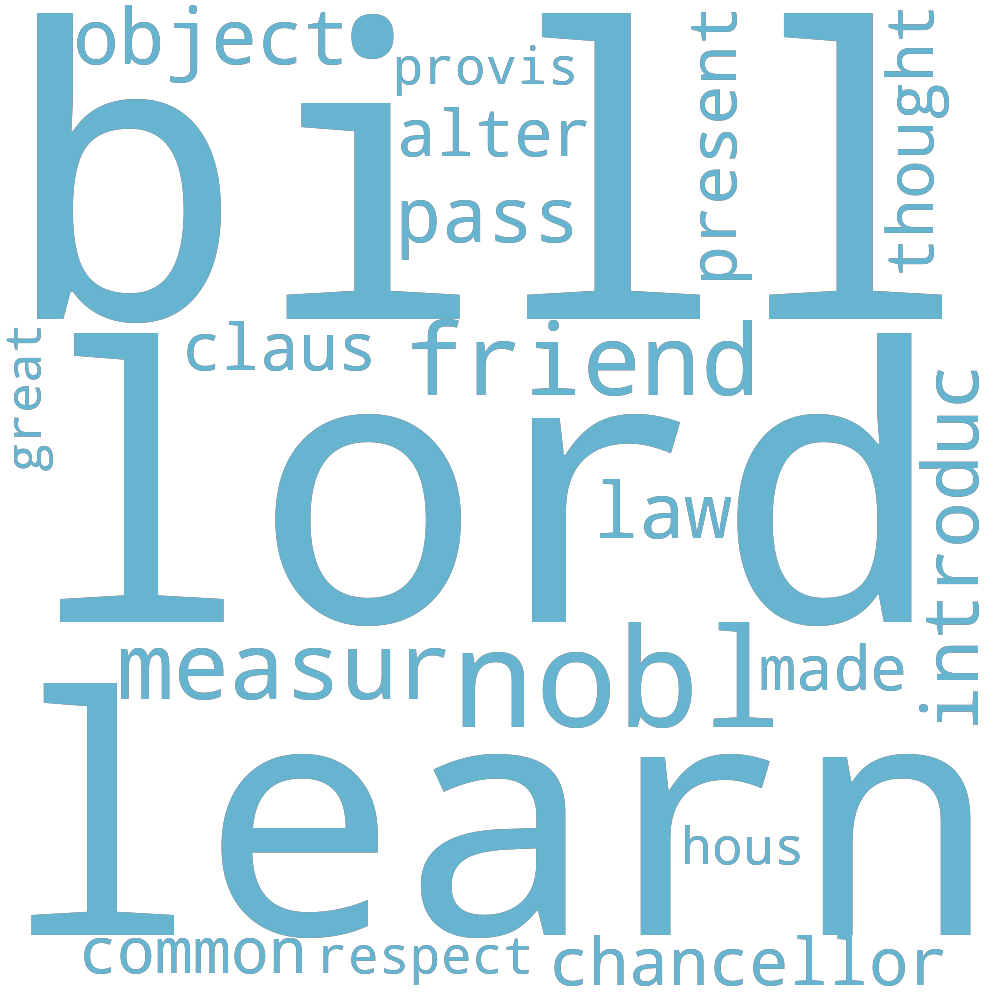 object
bill
provis
alter
pass
present
thought
great
claus
friend
lord
law
introduc
measur
nobl
made
learn
hous
common
respect
chancellor